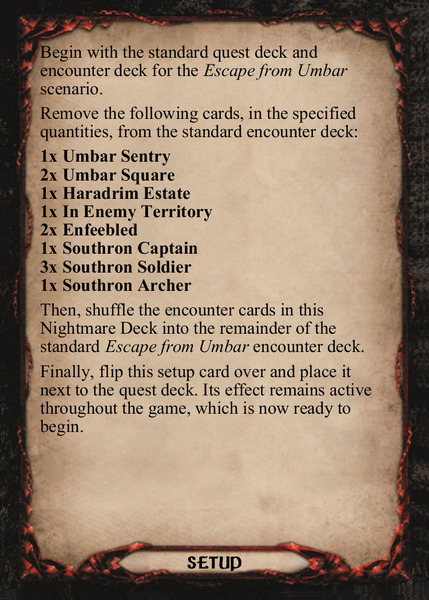 Begin with the standard quest deck and
encounter deck for the Escape from Umbar
scenario.
Remove the following cards, in the specified
quantities, from the standard encounter deck:
1x Umbar Sentry
2x Umbar Square
1x Haradrim Estate
1x In Enemy Territory
2x Enfeebled
1x Southron Captain
3x Southron Soldier
1x Southron Archer
Then, shuffle the encounter cards in this
Nightmare Deck into the remainder of the
standard Escape from Umbar encounter deck.
Finally, flip this setup card over and place it
next to the quest deck. Its effect remains active
throughout the game, which is now ready to
begin.
SETUP